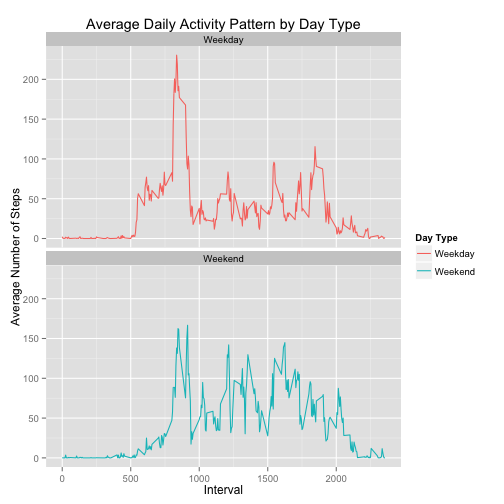 Average Daily Activity Pattern by Day Type
Weekday
200
150
100
50
0
Weekend
200
150
100
50
0
0
500
1000
1500
2000
Interval
Average Number of Steps
Day Type
Weekday
Weekend